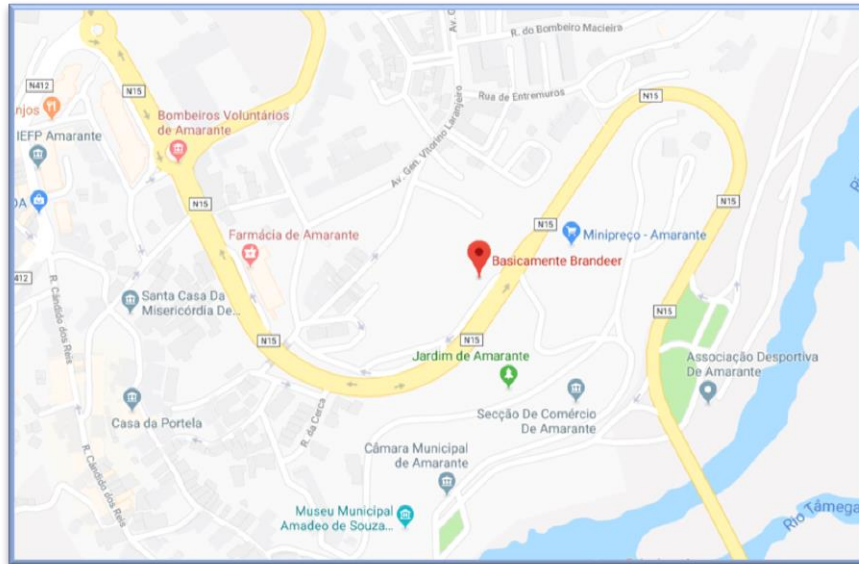 R. do Bombeiro Macieira
Av. G
N412
N15
N15
Rua de Entremuros
njos
Bombeiros Voluntários
de Amarante
IEFP Amarante
Av. Gen. Vitorino Laranjeiro
DA
N15
N15
Farmácia de Amarante
N15
Minipreço - Amarante
Basicamente Brandeer
412
R. Cândido dos Reis
Santa Casa Da
Misericórdia De...
N15
N15
Jardim de Amarante
Associação Desportiva
De Amarante
Casa da Portela
R. da Cerca
Secção De Comércio
De Amarante
Câmara Municipal
de Amarante
R. Cândido dos Reis
Museu Municipal
Amadeo de Souza...
Rio Tâmega